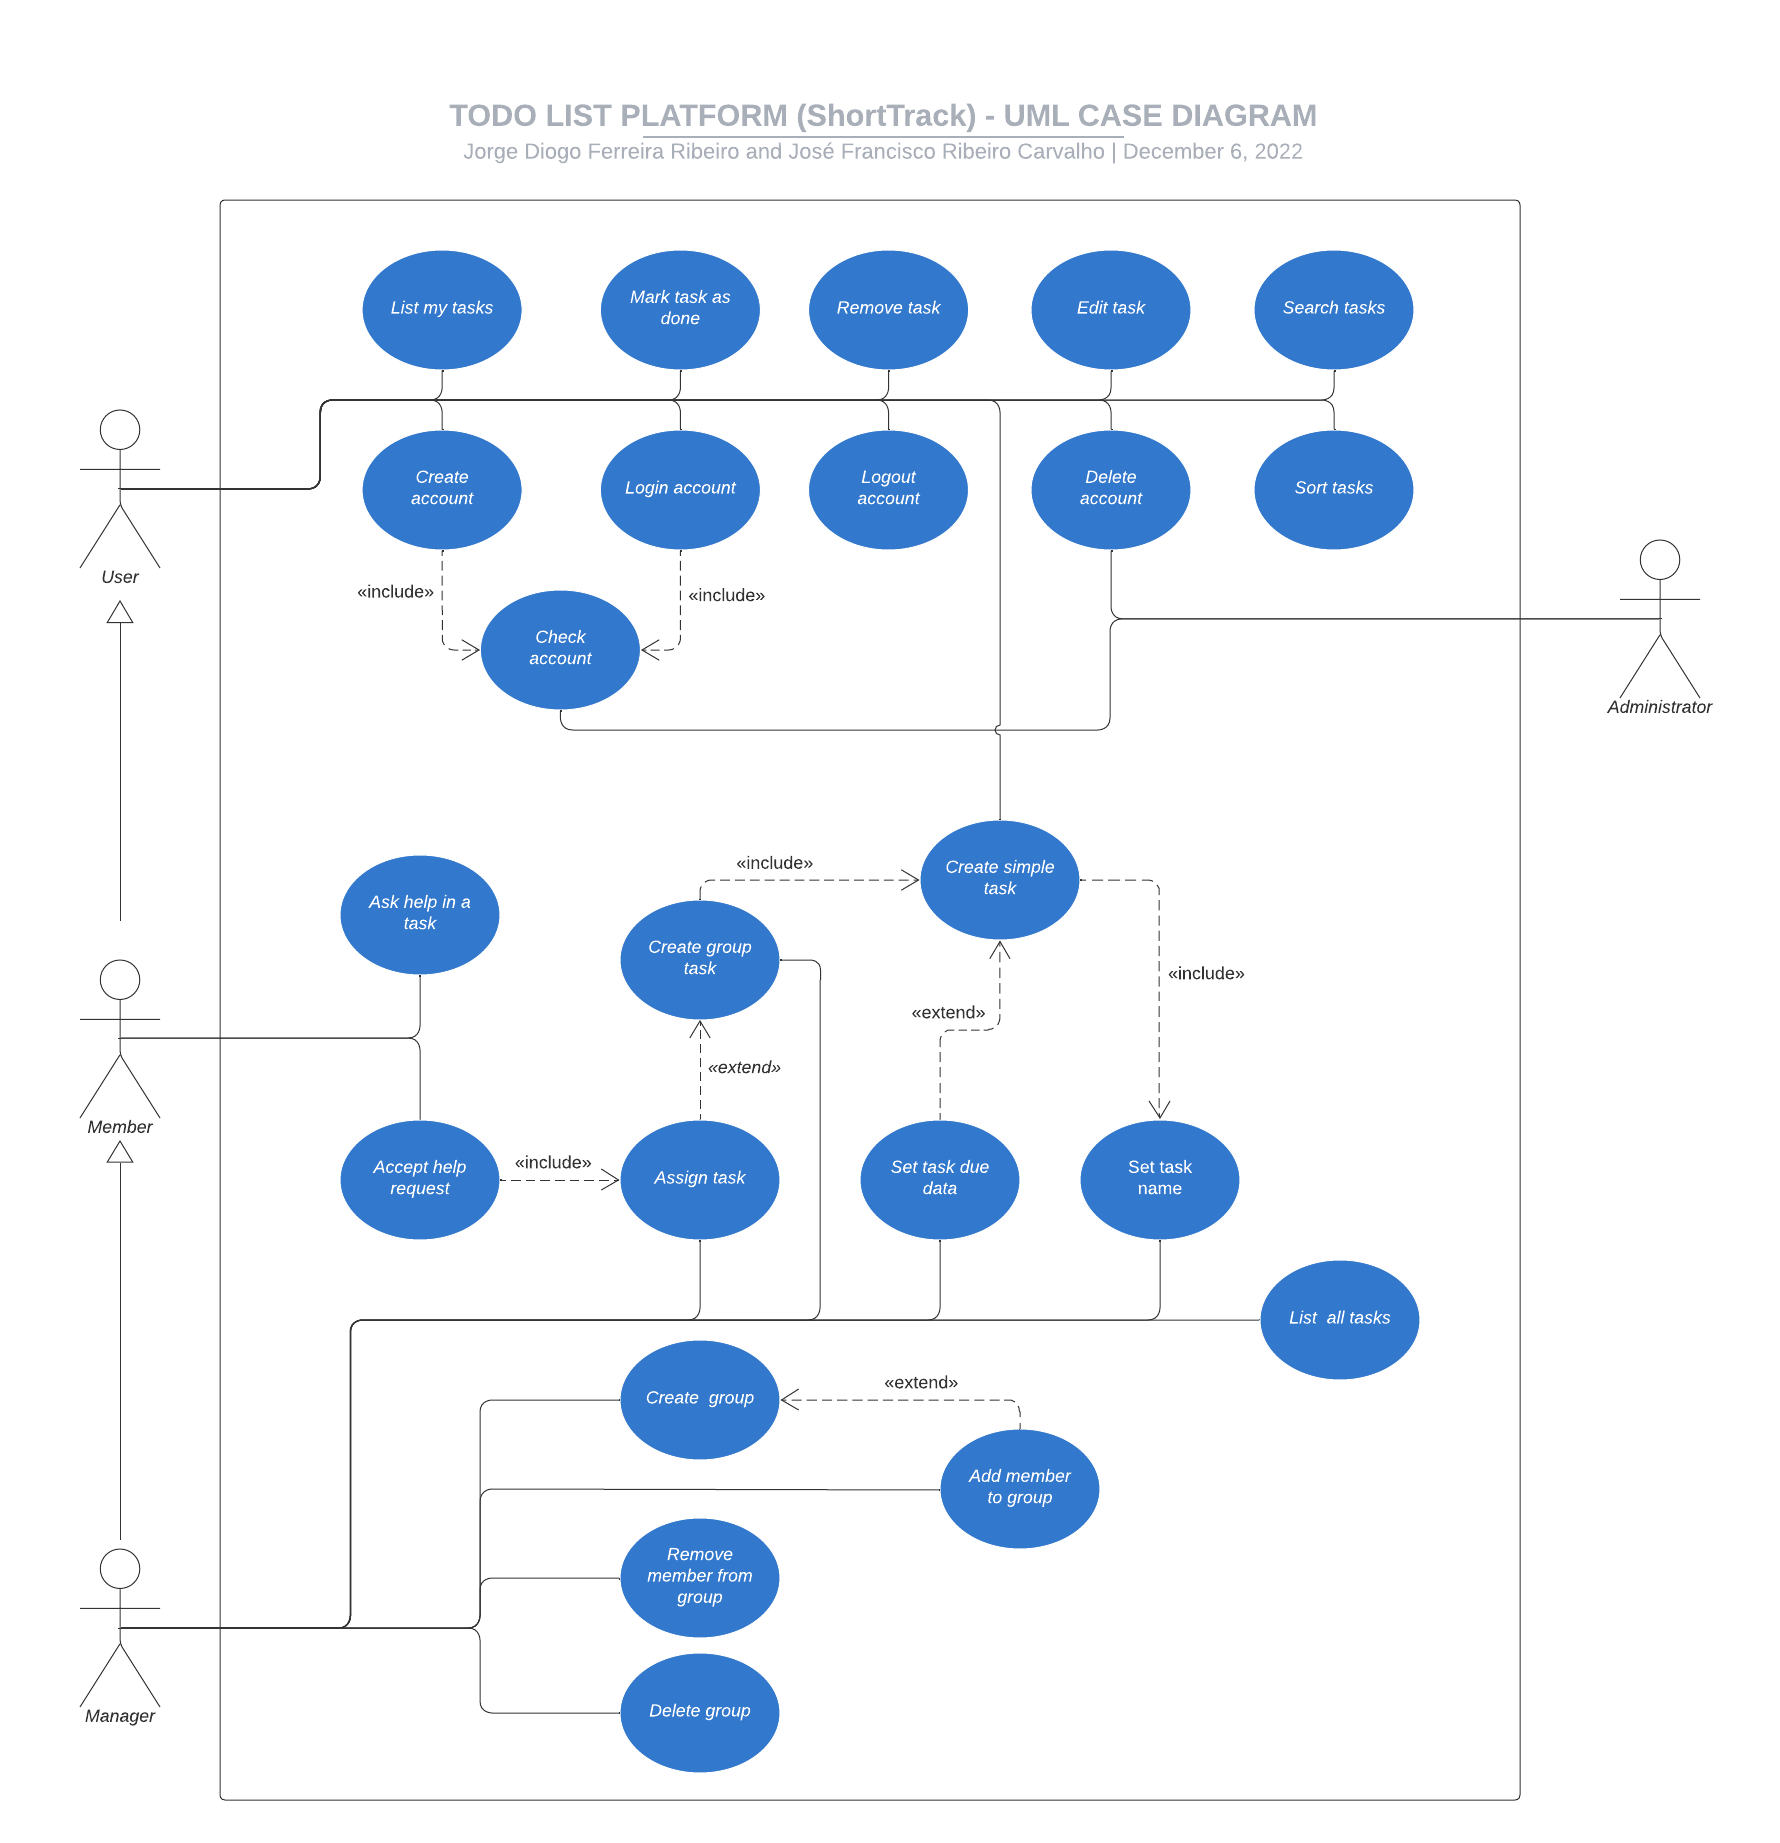 TODO LIST PLATFORM (ShortTrack) - UML CASE DIAGRAM
Jorge Diogo Ferreira Ribeiro and José Francisco Ribeiro Carvalho | December 6, 2022
List my tasks
Mark task as
done
Remove task
Edit task
Search tasks
Create
account
Login account
Logout
account
Delete
account
Sort tasks
User
«include»
«include»
Check
account
Administrator
«include»
Create simple
task
Ask help in a
task
Create group
task
«include»
«extend»
«extend»
Member
Accept help
request
«include»
Assign task
Set task due
data
Set task
name
List  all tasks
Create  group
«extend»
Add member
to group
Remove
member from
group
Manager
Delete group